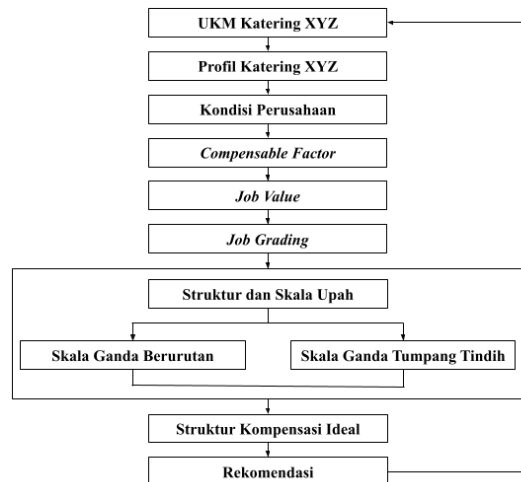 UKM Katering XYZ
Profil Katering XYZ
Kondisi Perusahaan
Compensable Factor
Job Value
Job Grading
Struktur dan Skala Upah
Skala Ganda Berurutan
Skala Ganda Tumpang Tindih
Struktur Kompensasi Ideal
Rekomendasi